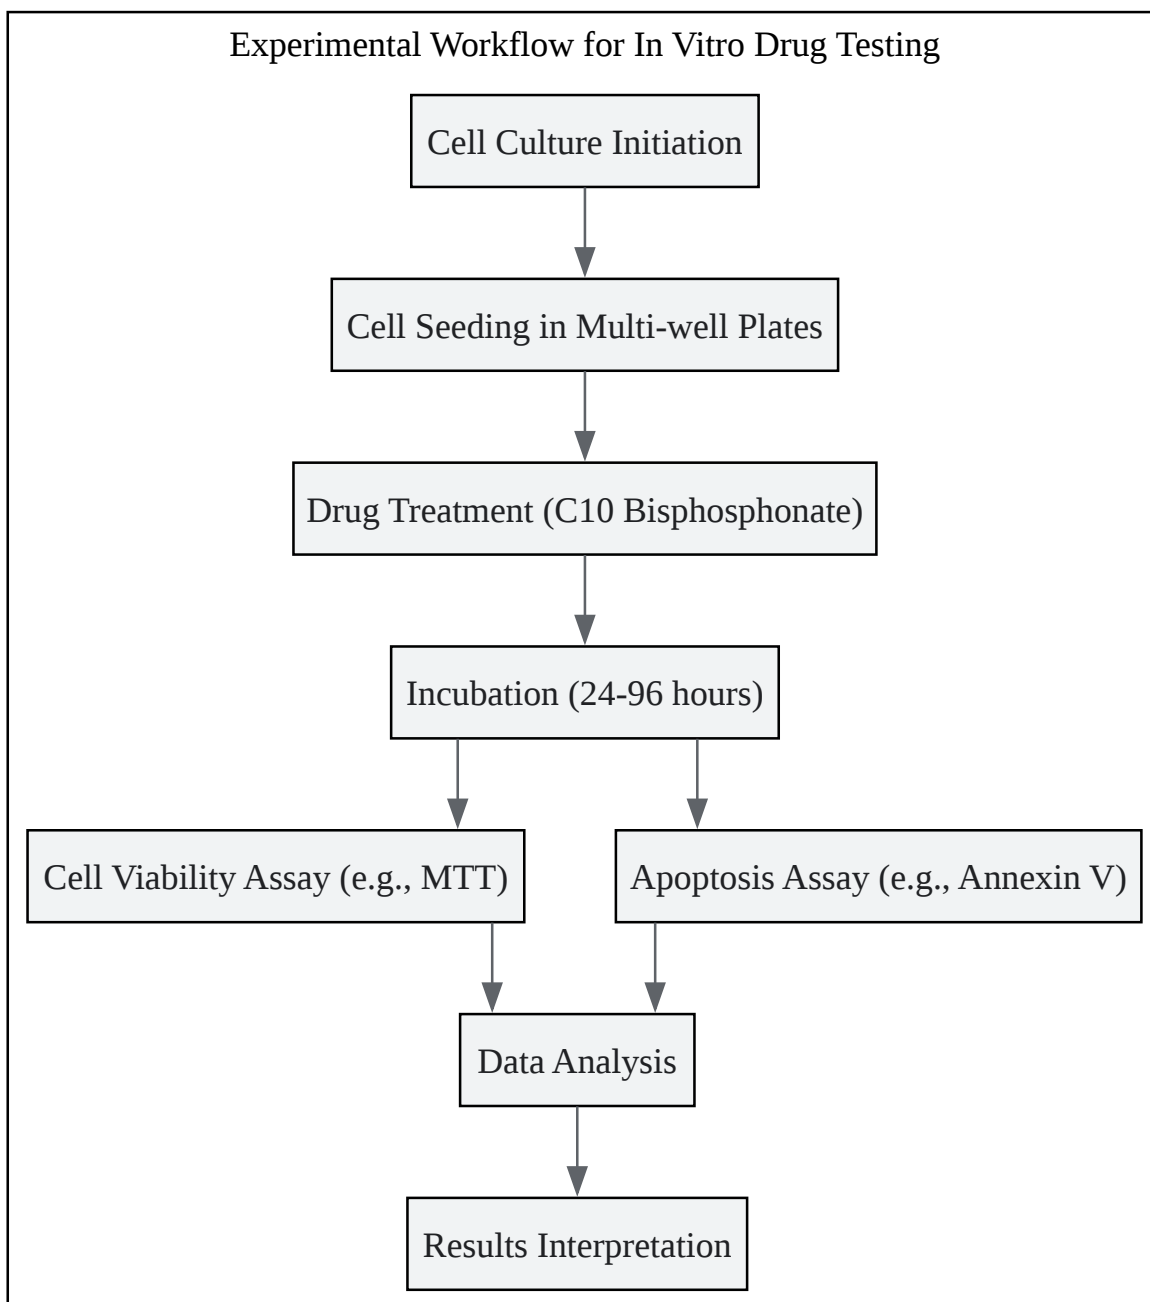 Experimental Workflow for In Vitro Drug Testing
Cell Culture Initiation
Cell Seeding in Multi-well Plates
Drug Treatment (C10 Bisphosphonate)
Incubation (24-96 hours)
Cell Viability Assay (e.g., MTT)
Apoptosis Assay (e.g., Annexin V)
Data Analysis
Results Interpretation